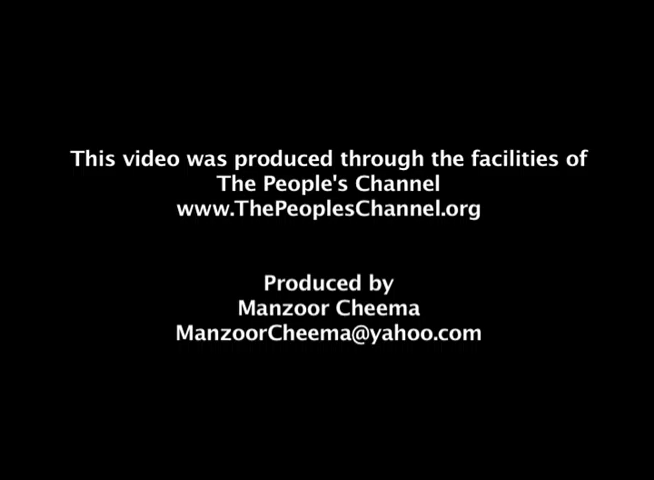 This video was produced through the facilities of
The People's Channel
www.ThePeoplesChannel.org
Produced by
Manzoor Cheema
ManzoorCheema@yahoo.com